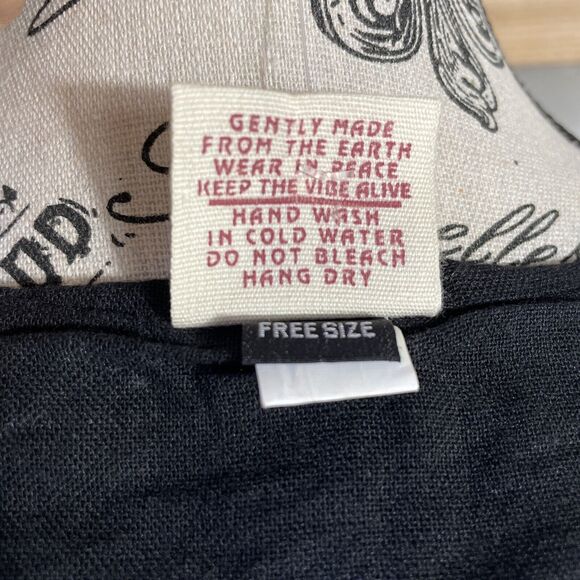 GENTLY MADE
FROM THE EARTH
WEAR IN PEACE
KEEP THE VIBE ALIVE
HAND WASH
IN COLD WATER
DO NOT BLEACH
HANG DRY
FREE SIZE